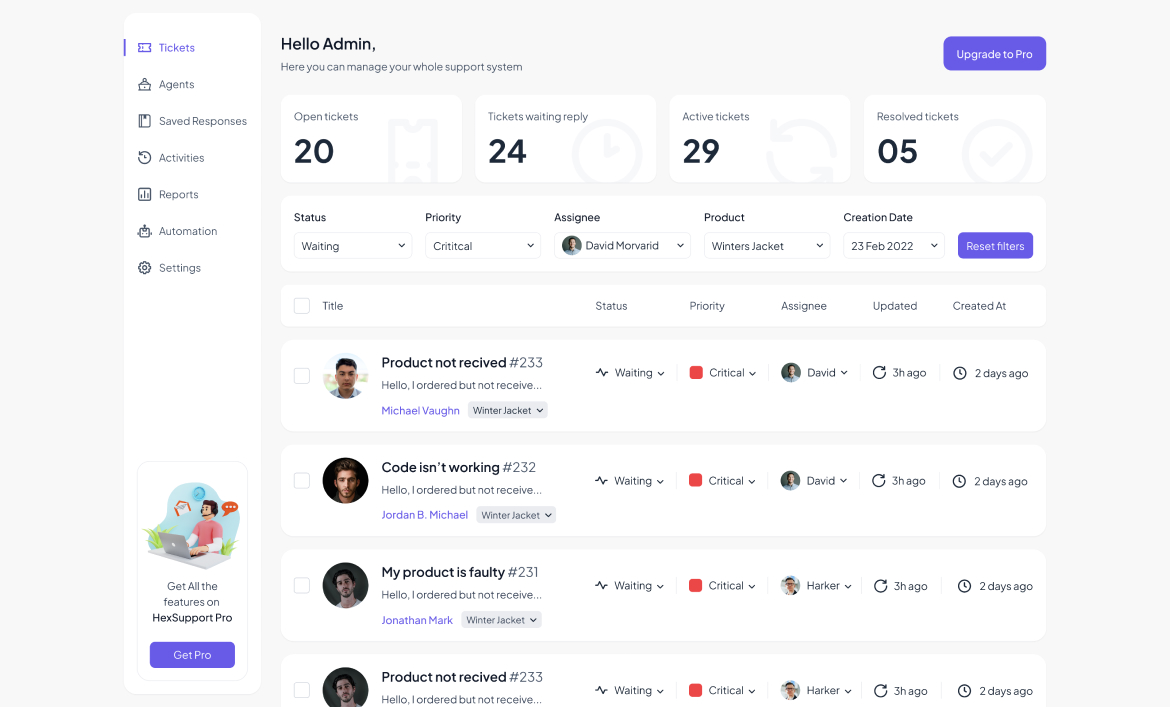 Tickets
Agents
Saved Responses
Activities
Reports
Automation
Settings
Get All the
features on
HexSupport Pro
Get Pro
Hello Admin,
Here you can manage your whole support system
Upgrade to Pro
Open tickets
20
Tickets waiting reply
24
Active tickets
29
Resolved tickets
05
Status Priority Assignee Product Creation Date
Waiting Crititcal David Morvarid Winters Jacket 23 Feb 2022 Reset filters
Title Status Priority Assignee Updated Created At
Product not recived #233
Hello, I ordered but not receive...
Michael Vaughn Winter Jacket
Waiting Critical David 3h ago 2 days ago
Code isn’t working #232
Hello, I ordered but not receive...
Jordan B. Michael Winter Jacket
Waiting Critical David 3h ago 2 days ago
My product is faulty #231
Hello, I ordered but not receive...
Jonathan Mark Winter Jacket
Waiting Critical Harker 3h ago 2 days ago
Product not recived #233
Hello, I ordered but not receive...
Waiting Critical Harker 3h ago 2 days ago